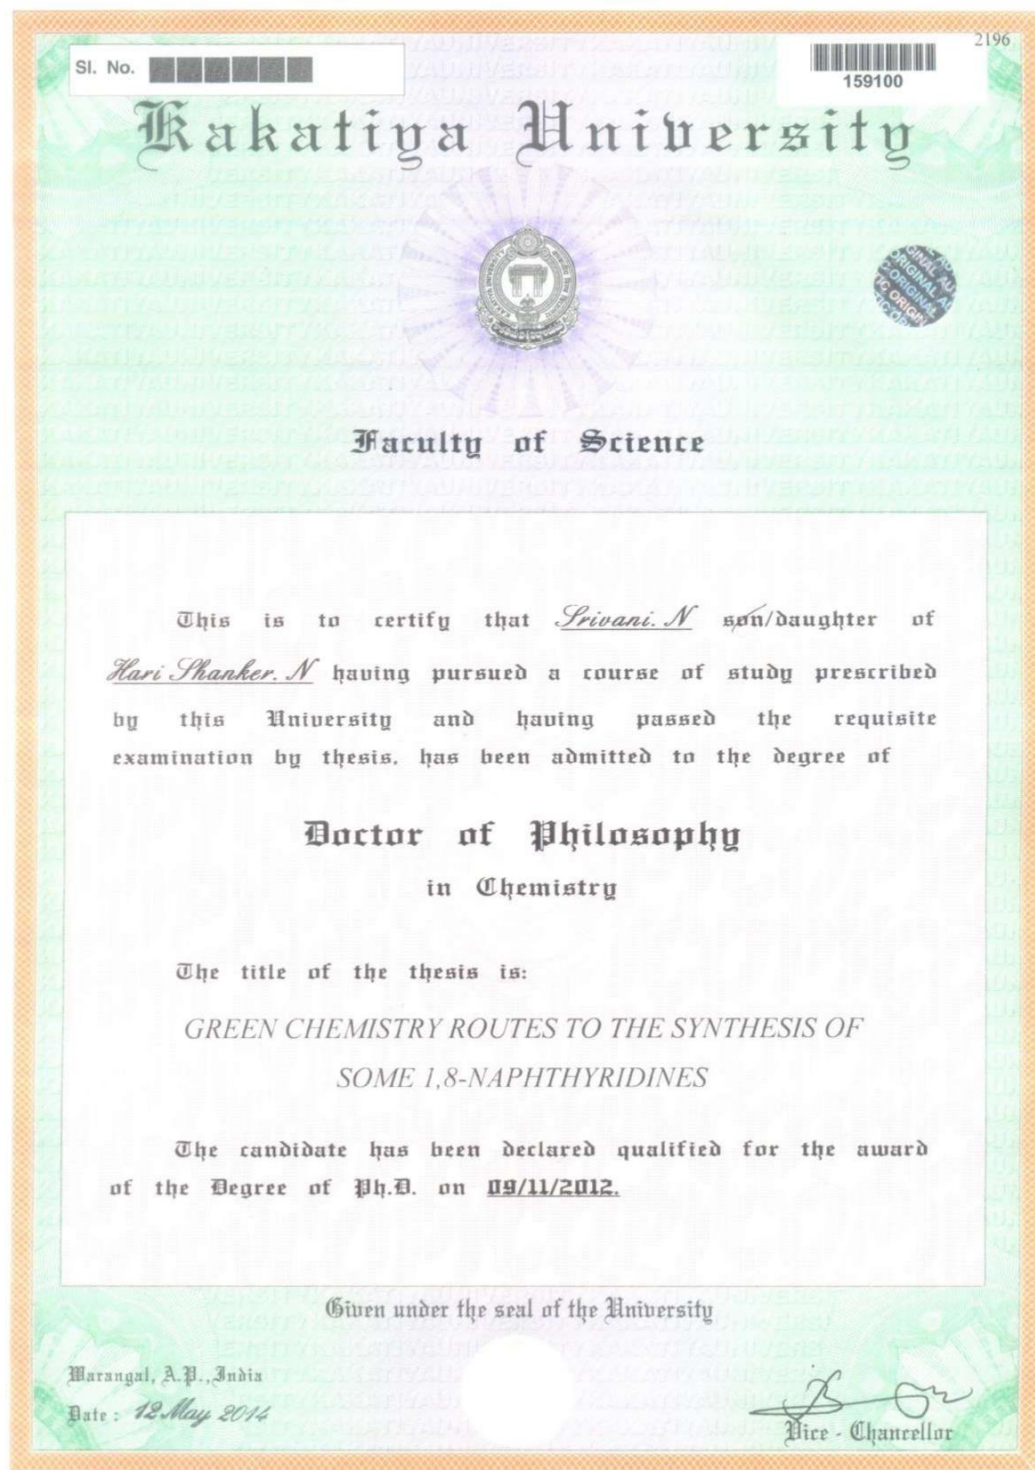 2196
Sl. No.
159100
Kakatiya University
Faculty of Science
This is to certify that Srivani. N son/daughter of
Hari Shanker. N having pursued a course of study prescribed
by this University and having passed the requisite
examination by thesis, has been admitted to the degree of
Doctor of Philosophy
in Chemistry
The title of the thesis is:
GREEN CHEMISTRY ROUTES TO THE SYNTHESIS OF
SOME 1,8-NAPHTHYRIDINES
The candidate has been declared qualified for the award
of the Degree of Ph.D. on 09/11/2012.
Given under the seal of the University
Warangal, A.P., India
Date : 12 May 2014
Vice - Chancellor